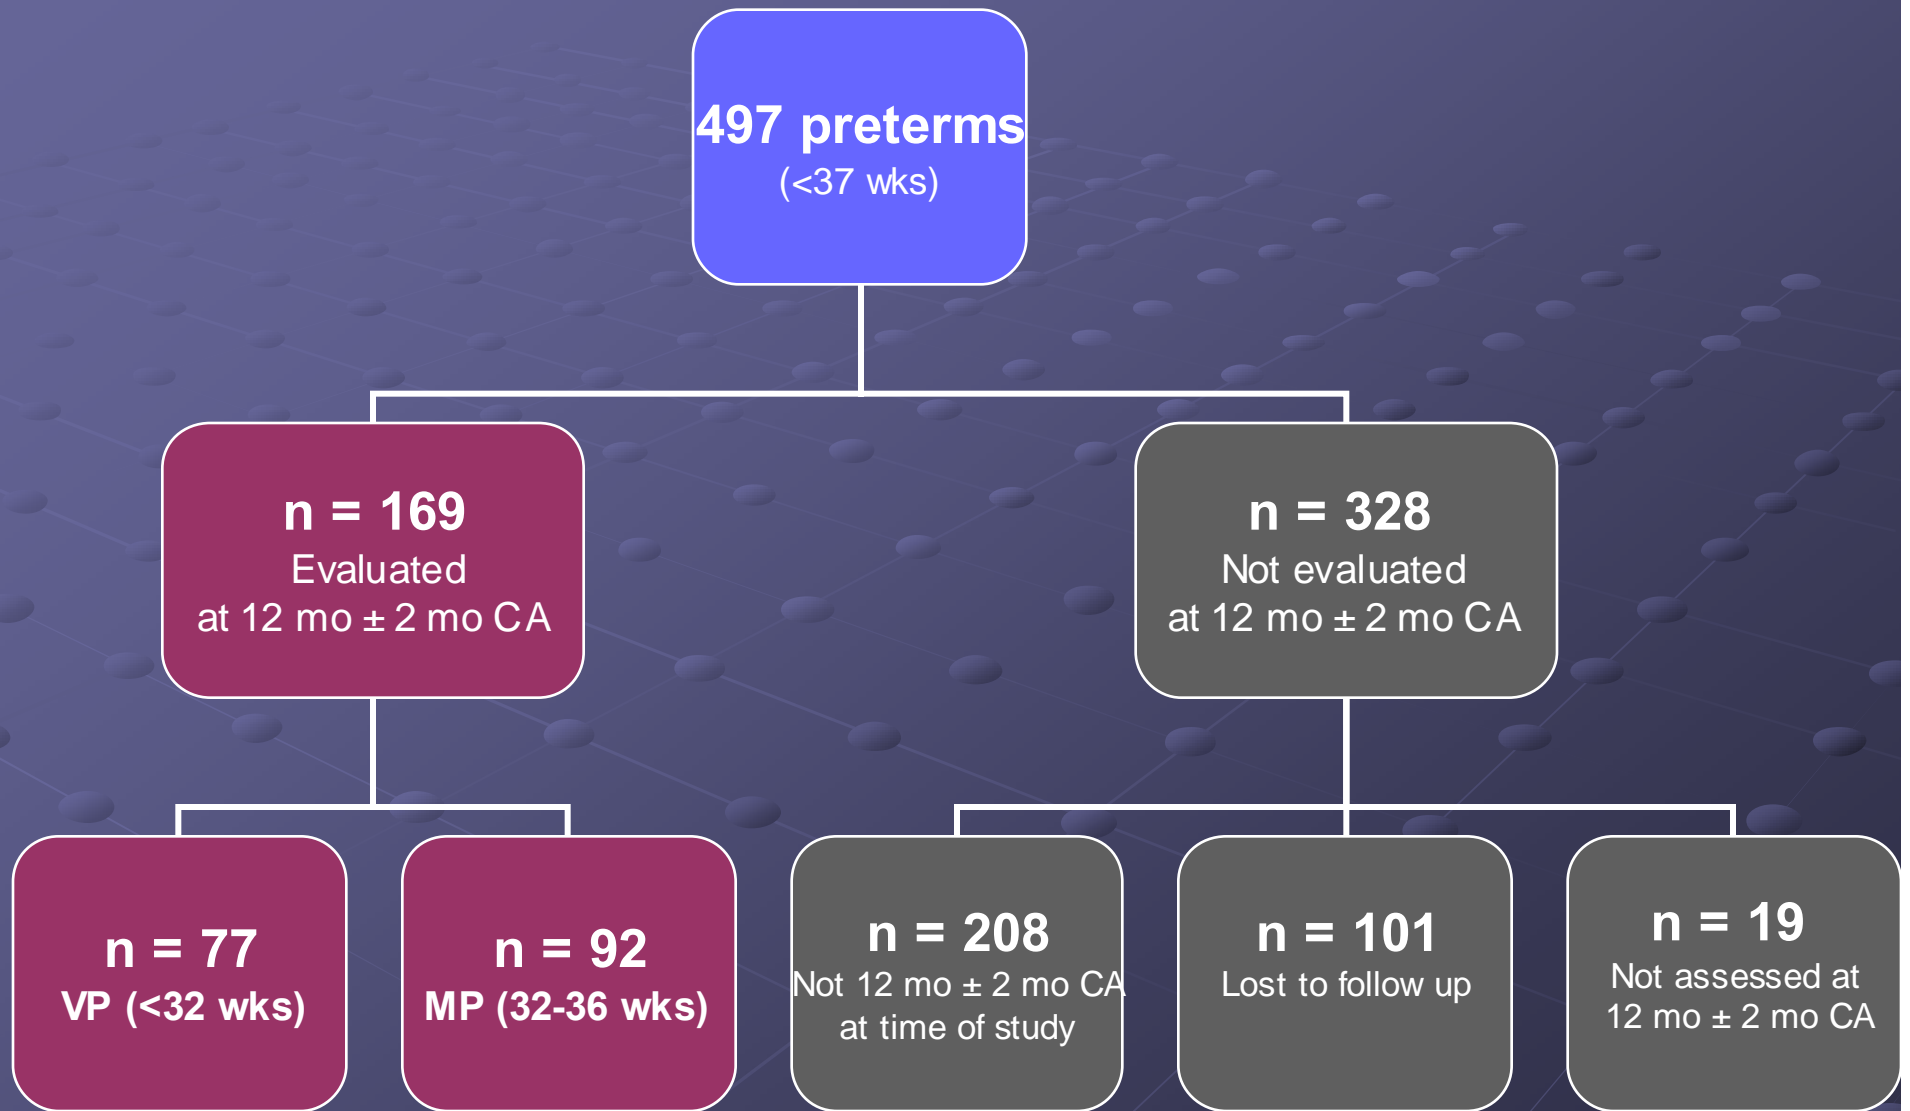 497 preterms
(<37 wks)
n = 169
Evaluated
at 12 mo ± 2 mo CA
n = 328
Not evaluated
at 12 mo ± 2 mo CA
n = 77
VP (<32 wks)
n = 92
MP (32-36 wks)
n = 208
Not 12 mo ± 2 mo CA
at time of study
n = 101
Lost to follow up
n = 19
Not assessed at
12 mo ± 2 mo CA